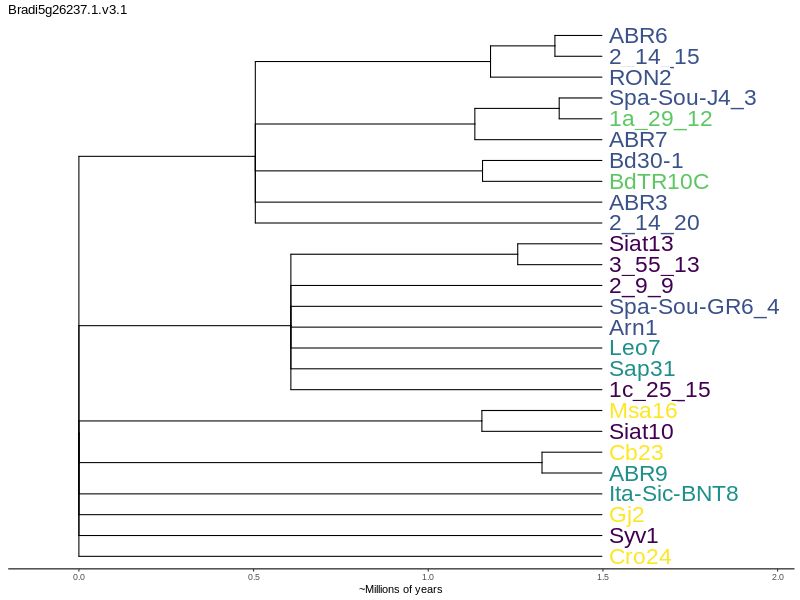 Bradi5g26237.1.v3.1
ABR6
2_14_15
RON2
Spa-Sou-J4_3
1a_29_12
ABR7
Bd30-1
BdTR10C
ABR3
2_14_20
Siat13
3_55_13
2_9_9
Spa-Sou-GR6_4
Arn1
Leo7
Sap31
1c_25_15
Msa16
Siat10
Cb23
ABR9
Ita-Sic-BNT8
Gj2
Syv1
Cro24
0.0 0.5 1.0 1.5 2.0
~Millions of years